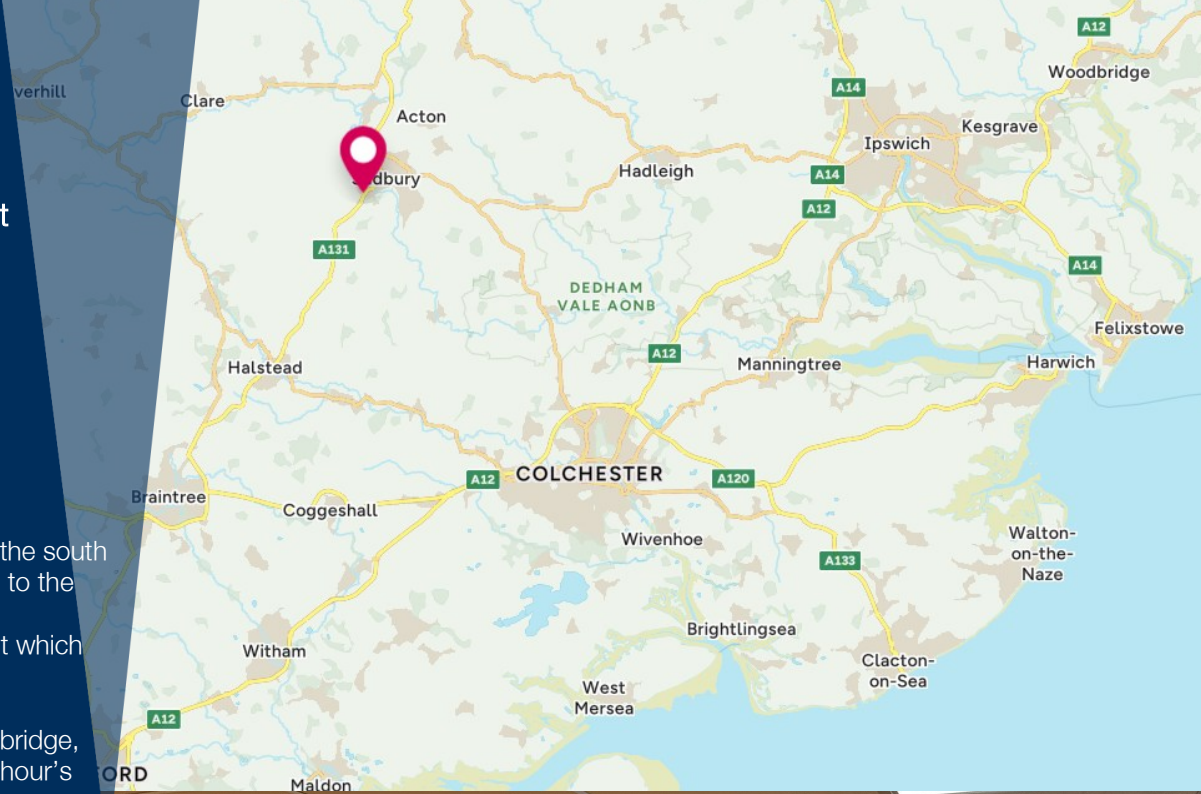 t
the south
to the
t which
bridge,
hour's
verhill
Clare
Acton
dbury
A131
Halstead
Braintree
Coggeshall
Witham
A12
ORD
Maldon
Hadleigh
DEDHAM
VALE AONB
A12
COLCHESTER
A12
Wivenhoe
West
Mersea
Brightlingsea
A12
Woodbridge
A14
Kesgrave
Ipswich
A14
A12
A14
Felixstowe
Harwich
Manningtree
A120
A133
Walton-
on-the-
Naze
Clacton-
on-Sea